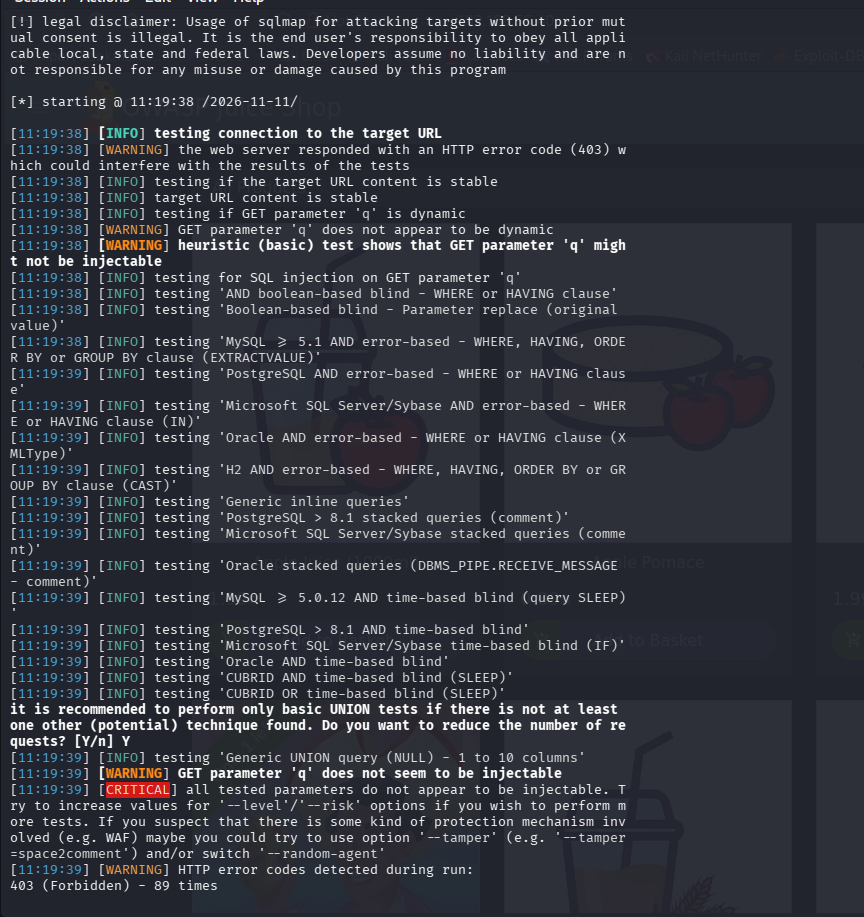 Session Actions Edit View Help
[!] legal disclaimer: Usage of sqlmap for attacking targets without prior mut
ual consent is illegal. It is the end user's responsibility to obey all appli
cable local, state and federal laws. Developers assume no liability and are n
ot responsible for any misuse or damage caused by this program
Kali NetHunter
Exploit-DB
[*] starting @ 11:19:38 /2026-11-11/
OWASP Juice Shop
[11:19:38] [INFO] testing connection to the target URL
[11:19:38] [WARNING] the web server responded with an HTTP error code (403) w
hich could interfere with the results of the tests
[11:19:38] [INFO] testing if the target URL content is stable
[11:19:38] [INFO] target URL content is stable
[11:19:38] [INFO] testing if GET parameter 'q' is dynamic
[11:19:38] [WARNING] GET parameter 'q' does not appear to be dynamic
[11:19:38] [WARNING] heuristic (basic) test shows that GET parameter 'q' migh
t not be injectable
[11:19:38] [INFO] testing for SQL injection on GET parameter 'q'
[11:19:38] [INFO] testing 'AND boolean-based blind - WHERE or HAVING clause'
[11:19:38] [INFO] testing 'Boolean-based blind - Parameter replace (original
value)'
[11:19:38] [INFO] testing 'MySQL >= 5.1 AND error-based - WHERE, HAVING, ORDE
R BY or GROUP BY clause (EXTRACTVALUE)'
[11:19:39] [INFO] testing 'PostgreSQL AND error-based - WHERE or HAVING claus
e'
[11:19:39] [INFO] testing 'Microsoft SQL Server/Sybase AND error-based - WHER
E or HAVING clause (IN)'
[11:19:39] [INFO] testing 'Oracle AND error-based - WHERE or HAVING clause (X
MLType)'
[11:19:39] [INFO] testing 'H2 AND error-based - WHERE, HAVING, ORDER BY or GR
OUP BY clause (CAST)'
[11:19:39] [INFO] testing 'Generic inline queries'
[11:19:39] [INFO] testing 'PostgreSQL > 8.1 stacked queries (comment)'
[11:19:39] [INFO] testing 'Microsoft SQL Server/Sybase stacked queries (comme
nt)'
[11:19:39] [INFO] testing 'Oracle stacked queries (DBMS_PIPE.RECEIVE_MESSAGE
- comment)'
Apple Pomace
[11:19:39] [INFO] testing 'MySQL >= 5.0.12 AND time-based blind (query SLEEP)
'
[11:19:39] [INFO] testing 'PostgreSQL > 8.1 AND time-based blind'
[11:19:39] [INFO] testing 'Microsoft SQL Server/Sybase time-based blind (IF)'
Add to Basket
[11:19:39] [INFO] testing 'Oracle AND time-based blind'
[11:19:39] [INFO] testing 'CUBRID AND time-based blind (SLEEP)'
[11:19:39] [INFO] testing 'CUBRID OR time-based blind (SLEEP)'
it is recommended to perform only basic UNION tests if there is not at least
one other (potential) technique found. Do you want to reduce the number of re
quests? [Y/n] Y
[11:19:39] [INFO] testing 'Generic UNION query (NULL) - 1 to 10 columns'
[11:19:39] [WARNING] GET parameter 'q' does not seem to be injectable
[11:19:39] [CRITICAL] all tested parameters do not appear to be injectable. T
ry to increase values for '--level'/'--risk' options if you wish to perform m
ore tests. If you suspect that there is some kind of protection mechanism inv
olved (e.g. WAF) maybe you could try to use option '--tamper' (e.g. '--tamper
=space2comment') and/or switch '--random-agent'
[11:19:39] [WARNING] HTTP error codes detected during run:
403 (Forbidden) - 89 times